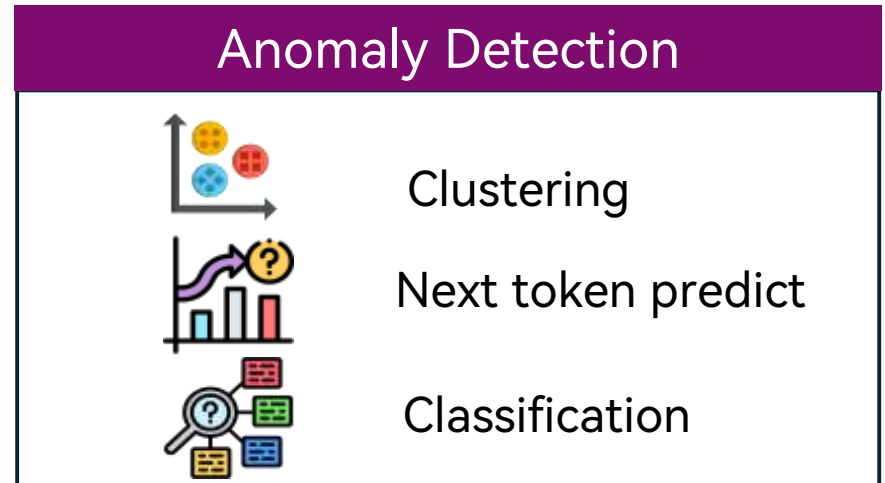 Anomaly Detection
Clustering
Next token predict
Classification